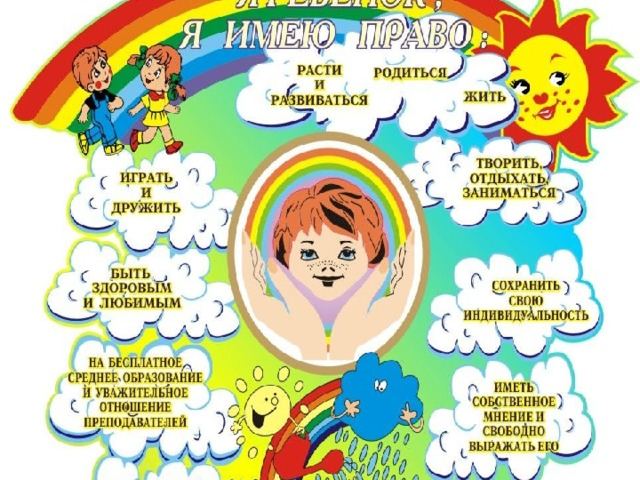 Я РЕБЕНОК,
Я ИМЕЮ ПРАВО:
РАСТИ
И
РАЗВИВАТЬСЯ
РОДИТЬСЯ
ЖИТЬ
ИГРАТЬ
И
ДРУЖИТЬ
ТВОРИТЬ,
ОТДЫХАТЬ,
ЗАНИМАТЬСЯ
БЫТЬ
ЗДОРОВЫМ
И ЛЮБИМЫМ
СОХРАНИТЬ
СВОЮ
ИНДИВИДУАЛЬНОСТЬ
НА БЕСПЛАТНОЕ
СРЕДНЕЕ ОБРАЗОВАНИЕ
И УВАЖИТЕЛЬНОЕ
ОТНОШЕНИЕ
ПРЕПОДАВАТЕЛЕЙ
ИМЕТЬ
СОБСТВЕННОЕ
МНЕНИЕ И
СВОБОДНО
ВЫРАЖАТЬ ЕГО